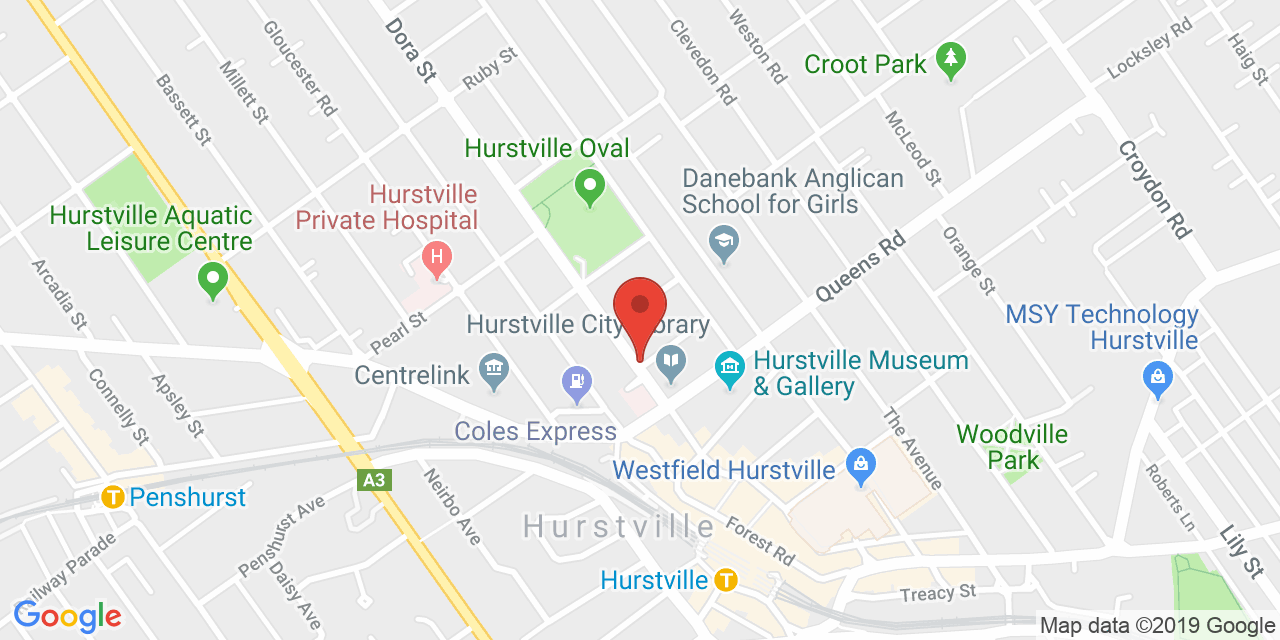 Gloucester Rd
Dora St
Ruby St
Clevedon Rd
Weston Rd
Croot Park
Locksley Rd
Haig St
Bassett St
Millett St
McLeod St
Croydon Rd
Hurstville Oval
Danebank Anglican
School for Girls
Hurstville
Private Hospital
Hurstville Aquatic
Leisure Centre
Queens Rd
Orange St
Arcadia St
Pearl St
Hurstville City
MSY Technology
Hurstville
Centrelink
Hurstville Museum
& Gallery
Connelly St
Apsley St
Coles Express
The Avenue
Woodville
Park
Westfield Hurstville
A3
Penshurst
Neirbo Ave
Penshurst Ave
Hurstville
Forest Rd
Roberts Ln
Lily St
Parade
Daisy Ave
Hurstville
Treacy St
Google
Map data ©2019 Google